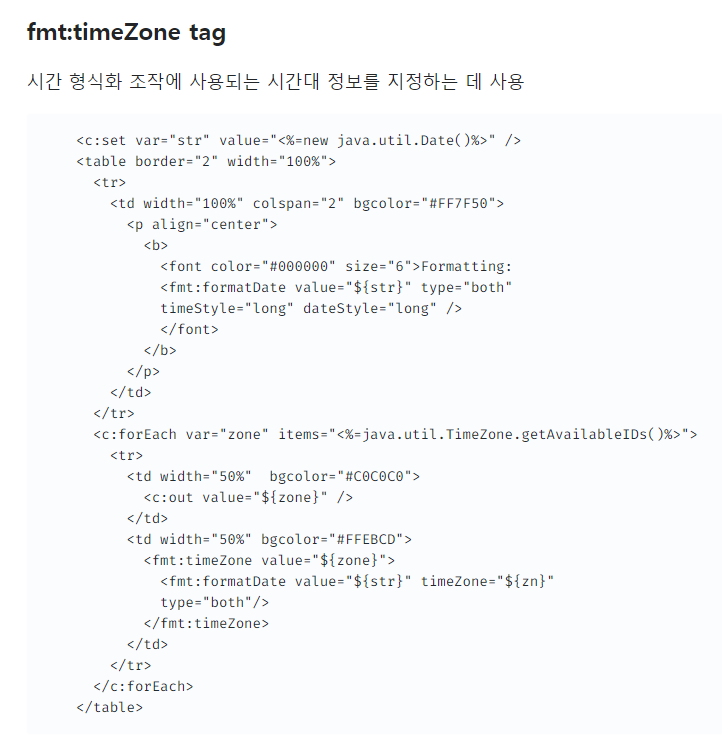 fmt:timeZone tag
시간 형식화 조작에 사용되는 시간대 정보를 지정하는 데 사용
<c:set var="str" value="<%=new java.util.Date()%>" />
<table border="2" width="100%">
  <tr>
    <td width="100%" colspan="2" bgcolor="#FF7F50">
      <p align="center">
        <b>
          <font color="#000000" size="6">Formatting:
          <fmt:formatDate value="${str}" type="both"
          timeStyle="long" dateStyle="long" />
          </font>
        </b>
      </p>
    </td>
  </tr>
  <c:forEach var="zone" items="<%=java.util.TimeZone.getAvailableIDs()%>">
    <tr>
      <td width="50%"  bgcolor="#C0C0C0">
        <c:out value="${zone}" />
      </td>
      <td width="50%" bgcolor="#FFEBCD">
        <fmt:timeZone value="${zone}">
          <fmt:formatDate value="${str}" timeZone="${zn}"
          type="both"/>
        </fmt:timeZone>
      </td>
    </tr>
  </c:forEach>
</table>